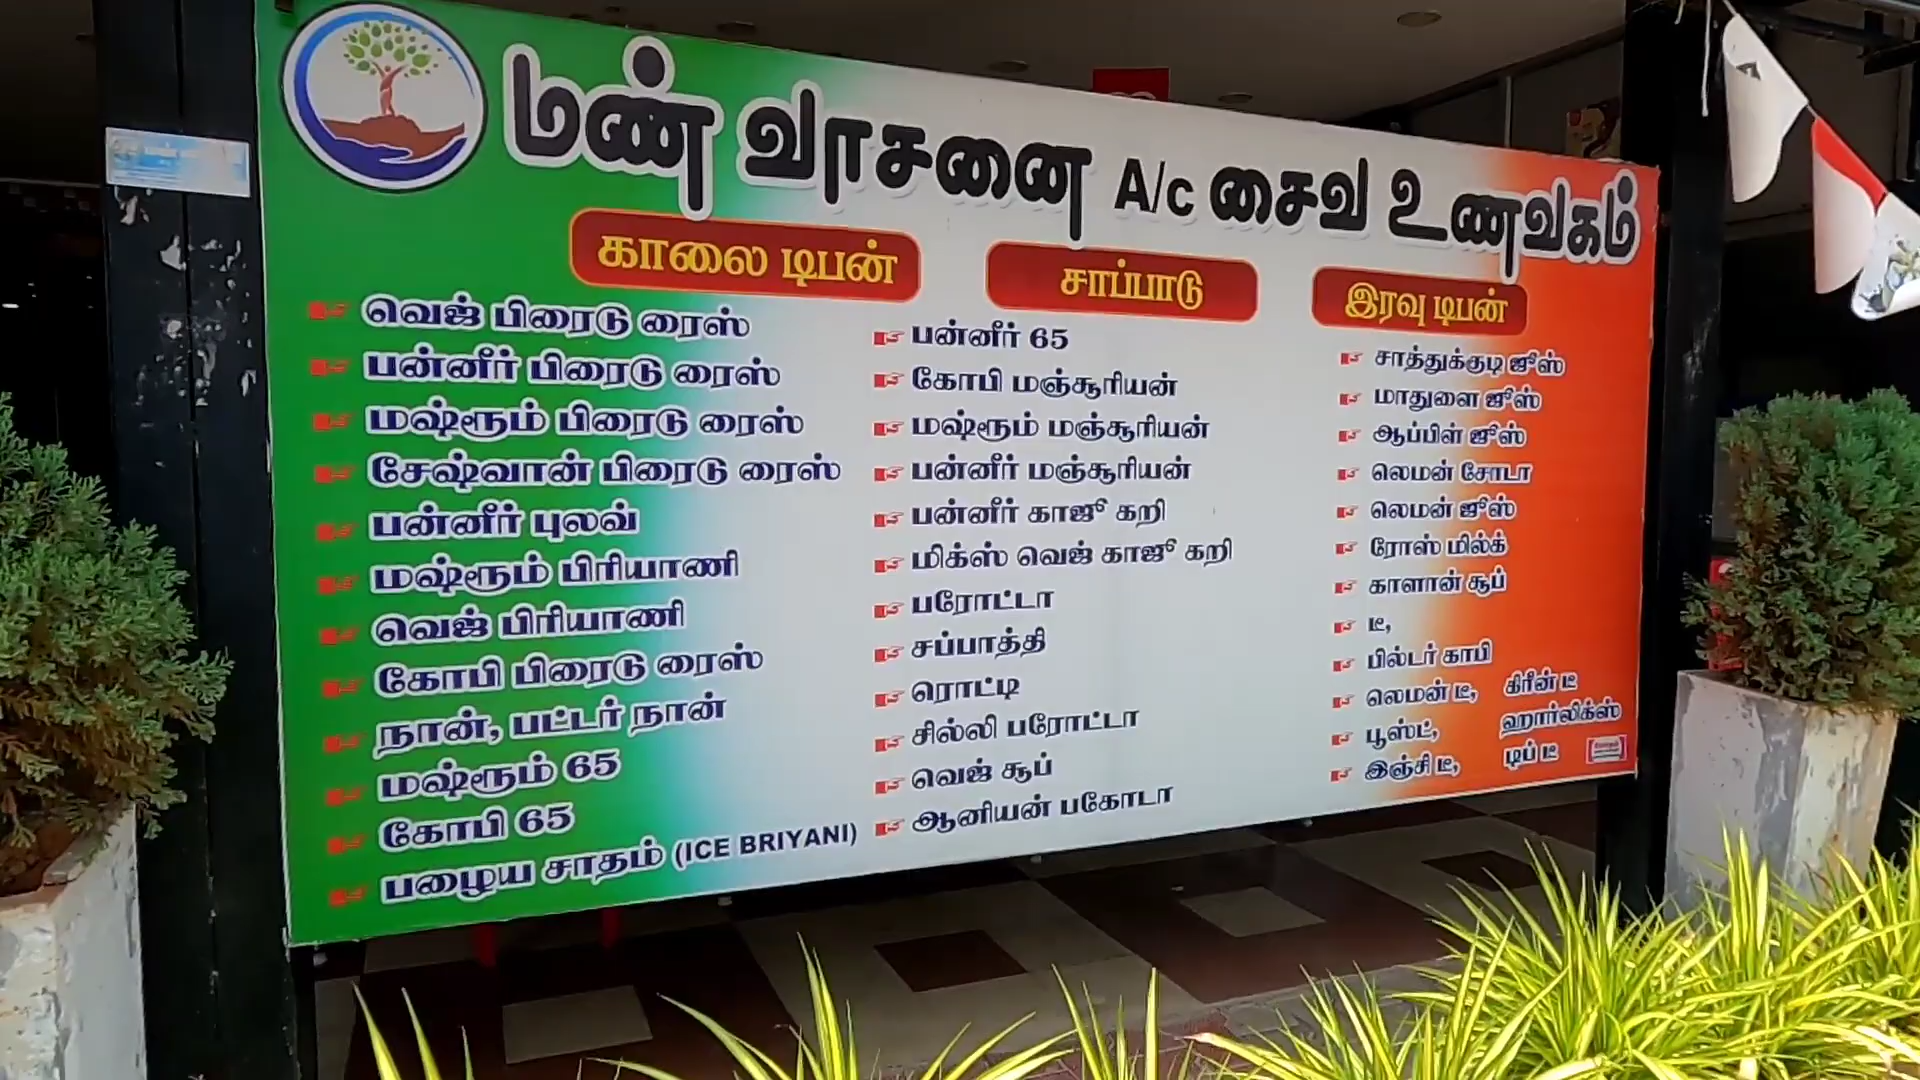 மண் வாசனை A/c சைவ உணவகம்
காலை டிபன்
வெஜ் பிரைடு ரைஸ்
பன்னீர் பிரைடு ரைஸ்
மஷ்ரூம் பிரைடு ரைஸ்
சேஷ்வான் பிரைடு ரைஸ்
பன்னீர் புலவ்
மஷ்ரூம் பிரியாணி
வெஜ் பிரியாணி
கோபி பிரைடு ரைஸ்
நான், பட்டர் நான்
மஷ்ரூம் 65
கோபி 65
பழைய சாதம் (ICE BRIYANI)
சாப்பாடு
பன்னீர் 65
கோபி மஞ்சூரியன்
மஷ்ரூம் மஞ்சூரியன்
பன்னீர் மஞ்சூரியன்
பன்னீர் காஜூ கறி
மிக்ஸ் வெஜ் காஜூ கறி
பரோட்டா
சப்பாத்தி
ரொட்டி
சில்லி பரோட்டா
வெஜ் சூப்
ஆனியன் பகோடா
இரவு டிபன்
சாத்துக்குடி ஜூஸ்
மாதுளை ஜூஸ்
ஆப்பிள் ஜூஸ்
லெமன் சோடா
லெமன் ஜூஸ்
ரோஸ் மில்க்
காளான் சூப்
டீ,
பில்டர் காபி
லெமன் டீ, கிரீன் டீ
பூஸ்ட், ஹார்லிக்ஸ்
இஞ்சி டீ, டிப் டீ